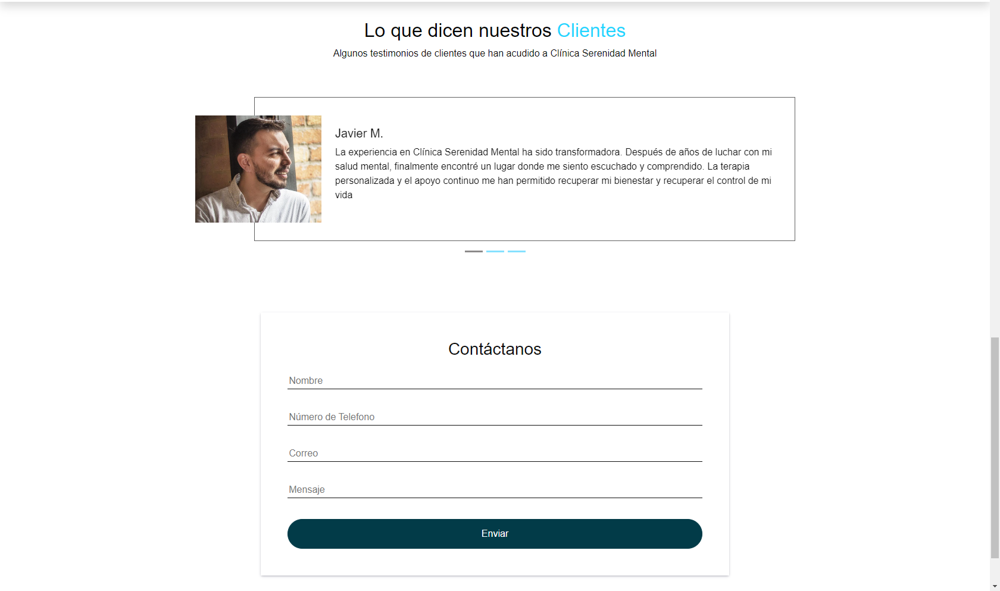 Lo que dicen nuestros Clientes
Algunos testimonios de clientes que han acudido a Clínica Serenidad Mental
Javier M.
La experiencia en Clínica Serenidad Mental ha sido transformadora. Después de años de luchar con mi
salud mental, finalmente encontré un lugar donde me siento escuchado y comprendido. La terapia
personalizada y el apoyo continuo me han permitido recuperar mi bienestar y recuperar el control de mi
vida
Contáctanos
Nombre
Número de Telefono
Correo
Mensaje
Enviar